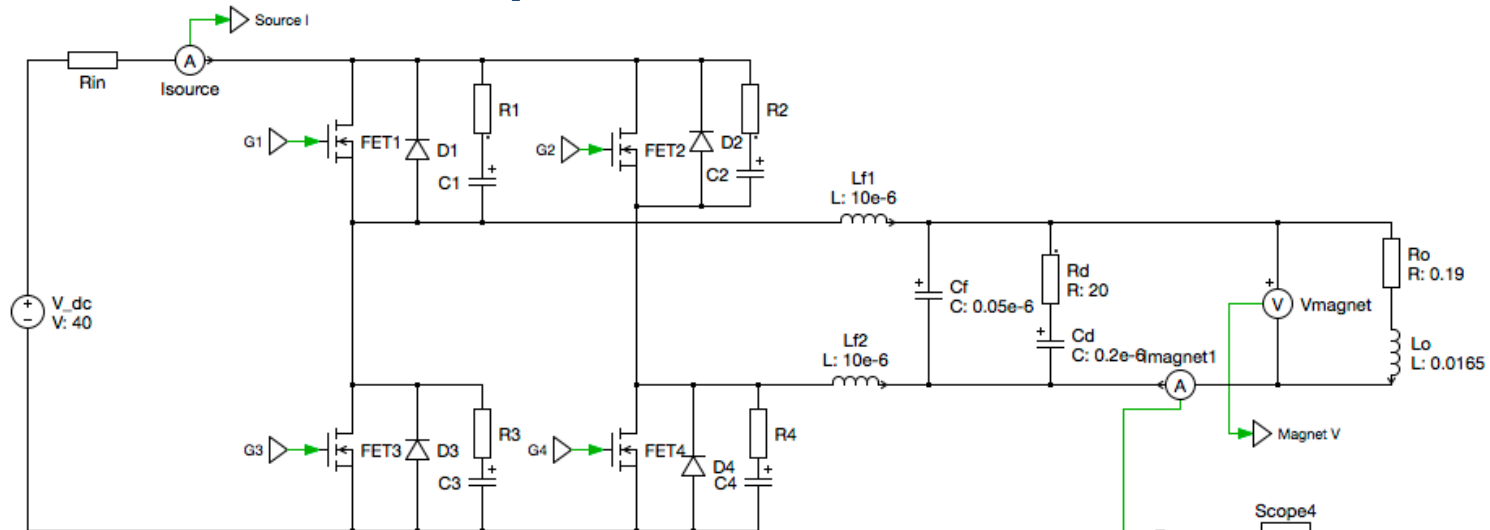 Source I
A
Rin
Isource
R1
R2
G1
FET1
D1
G2
FET2
D2
C1
C2
Lf1
L: 10e-6
Ro
R: 0.19
Rd
R: 20
Cf
C: 0.05e-6
V_dc
V: 40
V
Vmagnet
Lf2
L: 10e-6
Cd
C: 0.2e-6
Imagnet1
Lo
L: 0.0165
A
R3
R4
G3
FET3
D3
G4
FET4
D4
C3
C4
Magnet V
Scope4